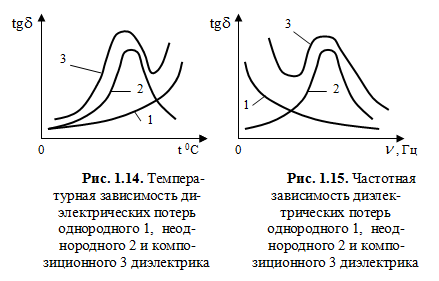 tgδ
3
2
1
0
t ⁰C
tgδ
3
1
2
0
ν, Гц
Рис. 1.14. Темпера-
турная зависимость ди-
электрических потерь
однородного 1, неод-
нородного 2 и компо-
зиционного 3 диэлектрика
Рис. 1.15. Частотная
зависимость диэлек-
трических потерь
однородного 1, неод-
нородного 2 и компо-
зиционного 3 диэлектрика